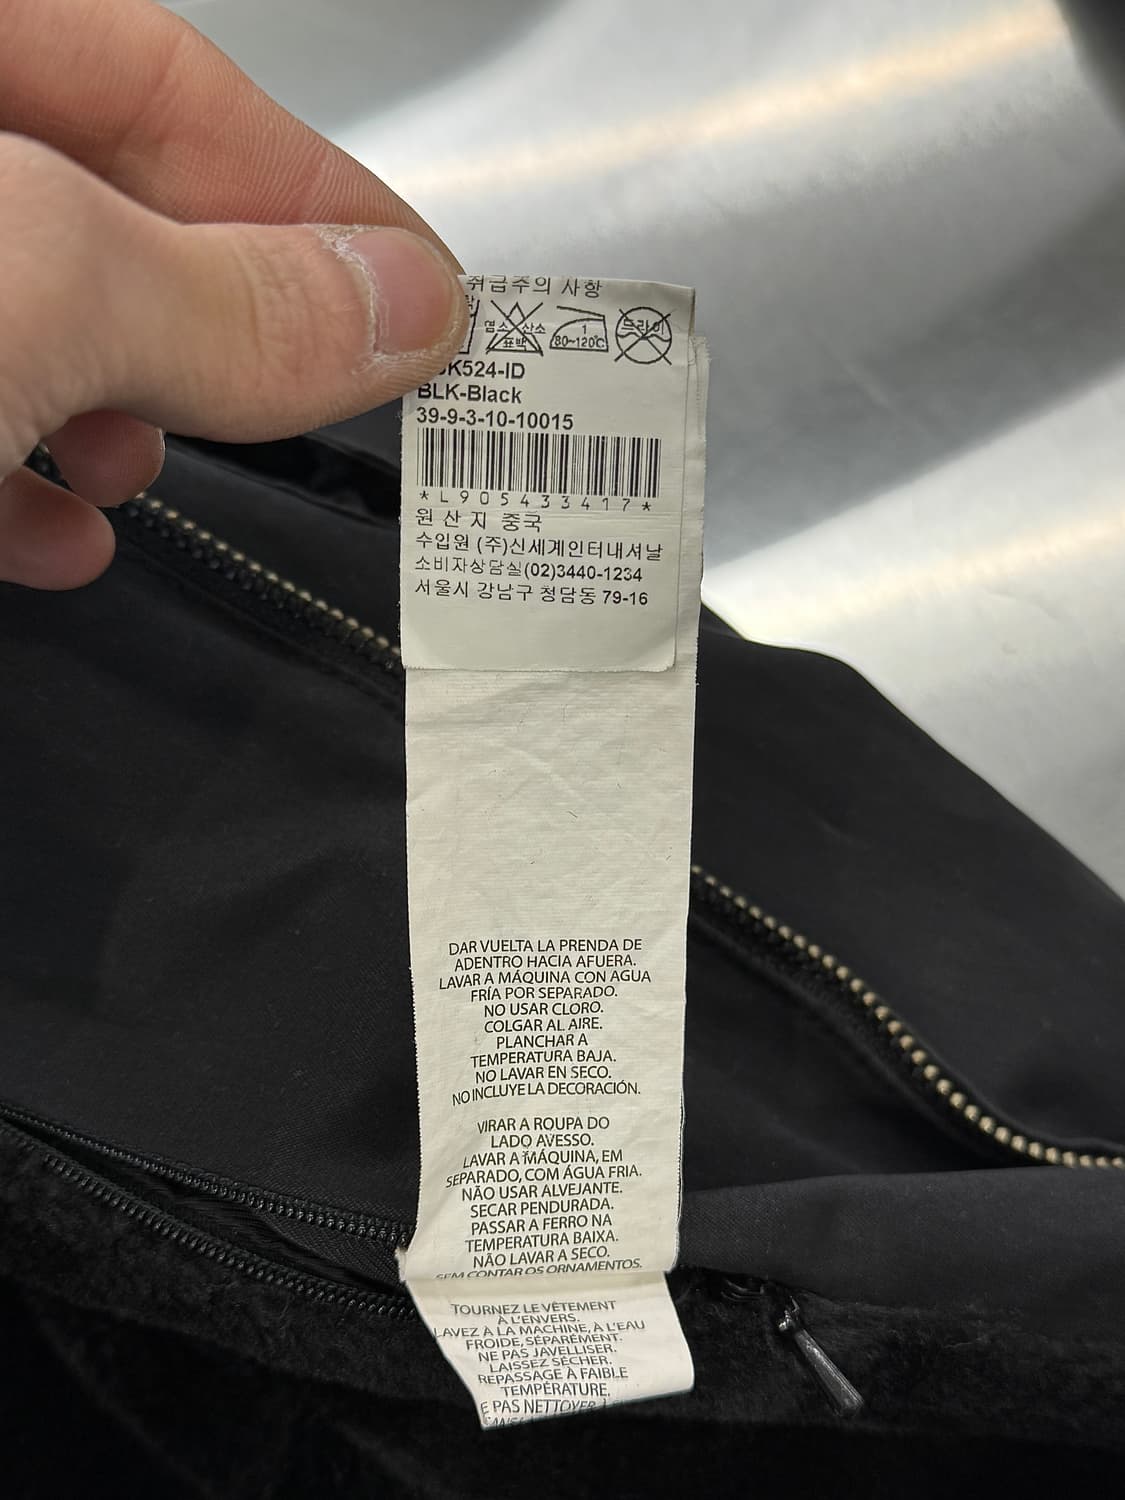 취급주의 사항
염소 산소
표백
1
80~120℃
드라이
K524-ID
BLK-Black
39-9-3-10-10015
*L905433417*
원산지 중국
수입원 (주)신세계인터내셔날
소비자상담실(02)3440-1234
서울시 강남구 청담동 79-16
DAR VUELTA LA PRENDA DE
ADENTRO HACIA AFUERA.
LAVAR A MÁQUINA CON AGUA
FRÍA POR SEPARADO.
NO USAR CLORO.
COLGAR AL AIRE.
PLANCHAR A
TEMPERATURA BAJA.
NO LAVAR EN SECO.
NO INCLUYE LA DECORACIÓN.
VIRAR A ROUPA DO
LADO AVESSO.
LAVAR A MÁQUINA, EM
SEPARADO, COM ÁGUA FRIA.
NÃO USAR ALVEJANTE.
SECAR PENDURADA.
PASSAR A FERRO NA
TEMPERATURA BAIXA.
NÃO LAVAR A SECO.
SEM CONTAR OS ORNAMENTOS.
TOURNEZ LE VÊTEMENT
À L'ENVERS.
LAVEZ À LA MACHINE, À L'EAU
FROIDE, SÉPARÉMENT.
NE PAS JAVELLISER.
LAISSEZ SÉCHER.
REPASSAGE À FAIBLE
TEMPÉRATURE.
E PAS NETTOYER À